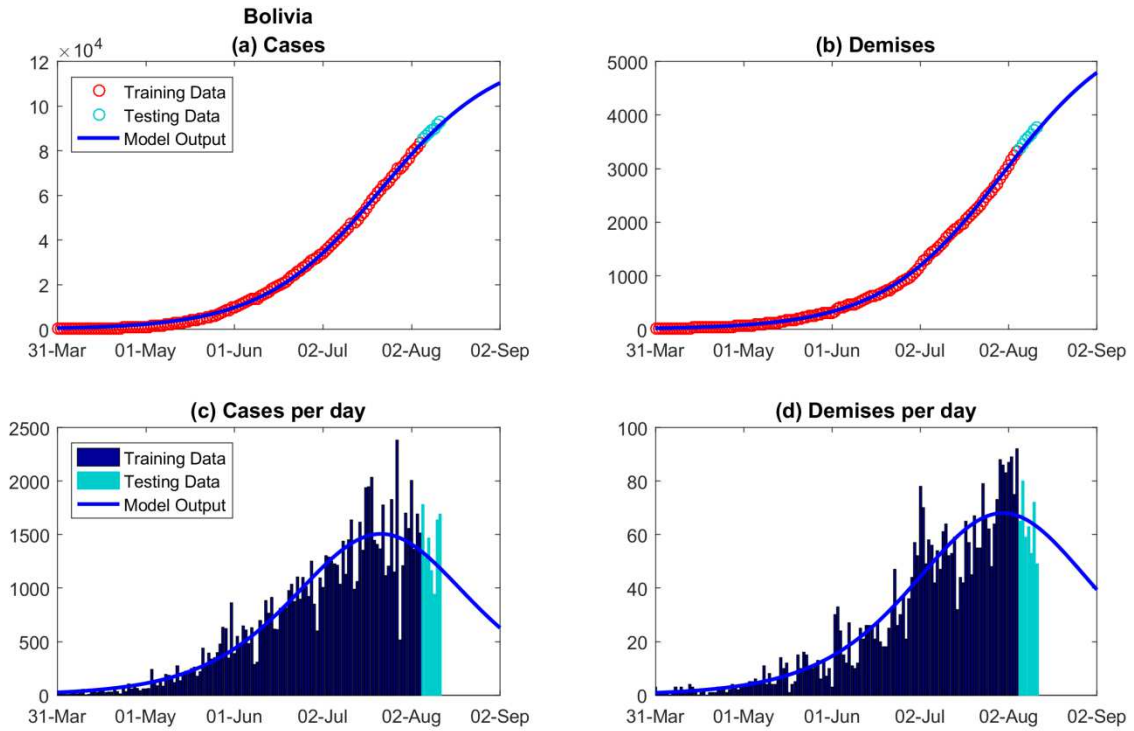 Bolivia
(a) Cases
×10⁴
12
10
8
6
4
2
0
31-Mar 01-May 01-Jun 02-Jul 02-Aug 02-Sep
Training Data
Testing Data
Model Output
(b) Demises
5000
4000
3000
2000
1000
0
31-Mar 01-May 01-Jun 02-Jul 02-Aug 02-Sep
(c) Cases per day
2500
2000
1500
1000
500
0
31-Mar 01-May 01-Jun 02-Jul 02-Aug 02-Sep
Training Data
Testing Data
Model Output
(d) Demises per day
100
80
60
40
20
0
31-Mar 01-May 01-Jun 02-Jul 02-Aug 02-Sep